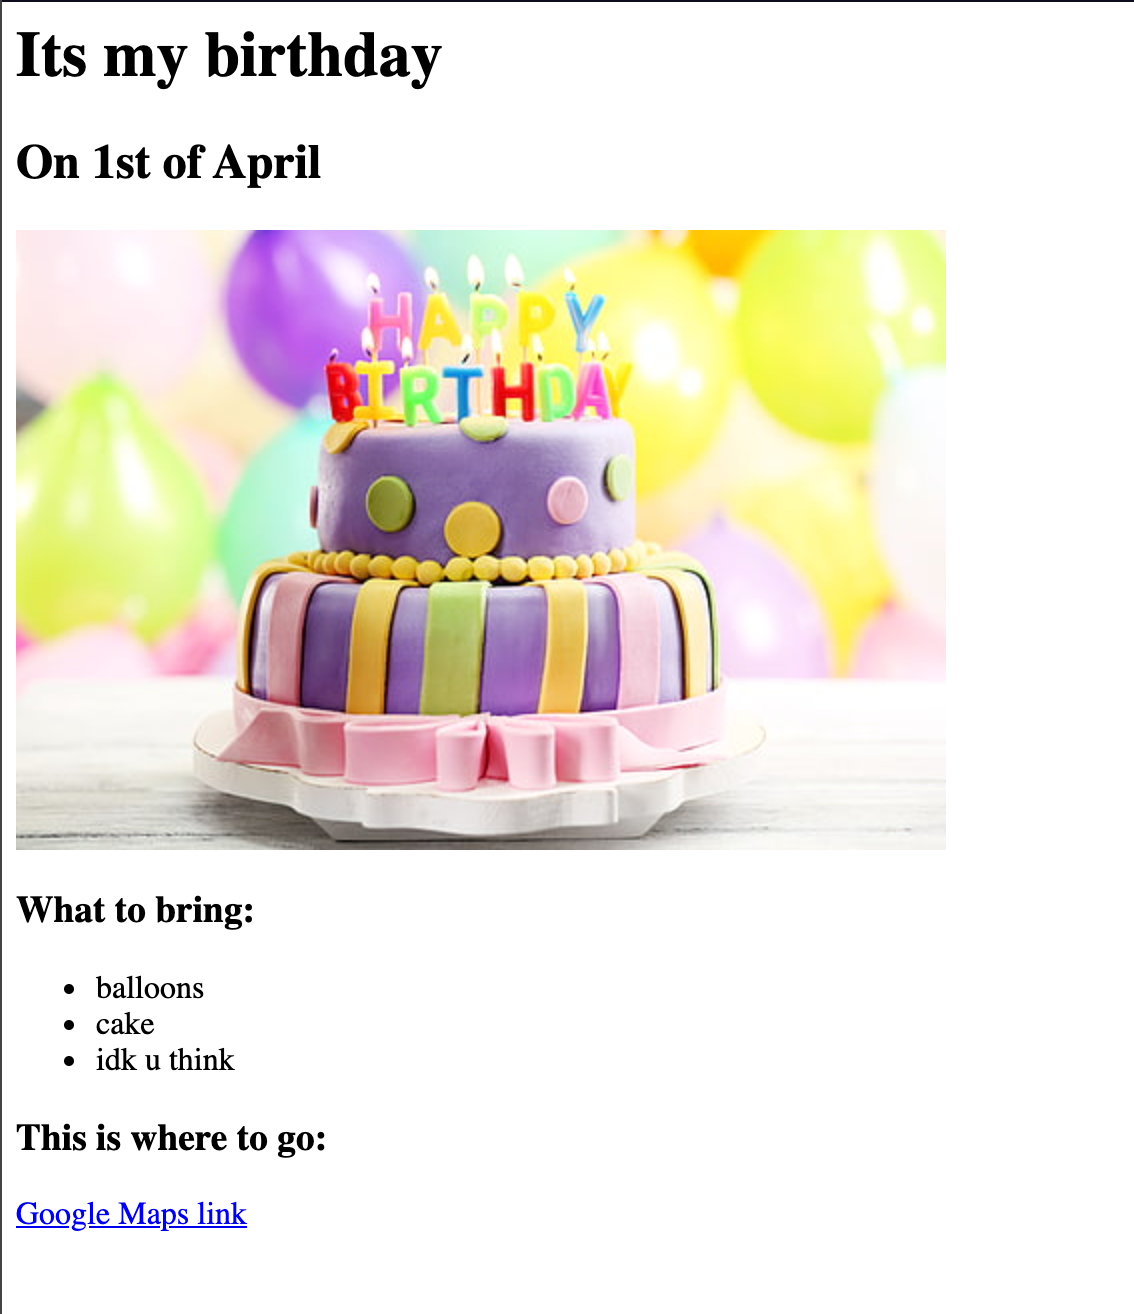 Its my birthday
On 1st of April
HAPPY
BIRTHDAY
What to bring:
balloons
cake
idk u think
This is where to go:
Google Maps link